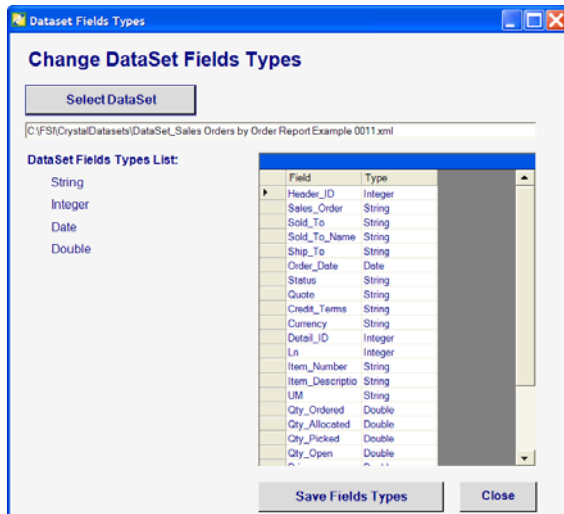 Dataset Fields Types
Change DataSet Fields Types
Select DataSet
C:\FSI\CrystalDatasets\DataSet_Sales Orders by Order Report Example 0011.xml
DataSet Fields Types List:
String
Integer
Date
Double
Field Type
Header_ID Integer
Sales_Order String
Sold_To String
Sold_To_Name String
Ship_To String
Order_Date Date
Status String
Quote String
Credit_Terms String
Currency String
Detail_ID Integer
Ln Integer
Item_Number String
Item_Descriptio String
UM String
Qty_Ordered Double
Qty_Allocated Double
Qty_Picked Double
Qty_Open Double
Save Fields Types Close